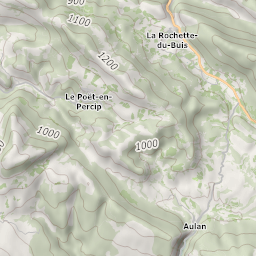 900
1100
La Rochette-
du-Buis
1200
Le Poët-en-
Percip
1000
1000
Aulan